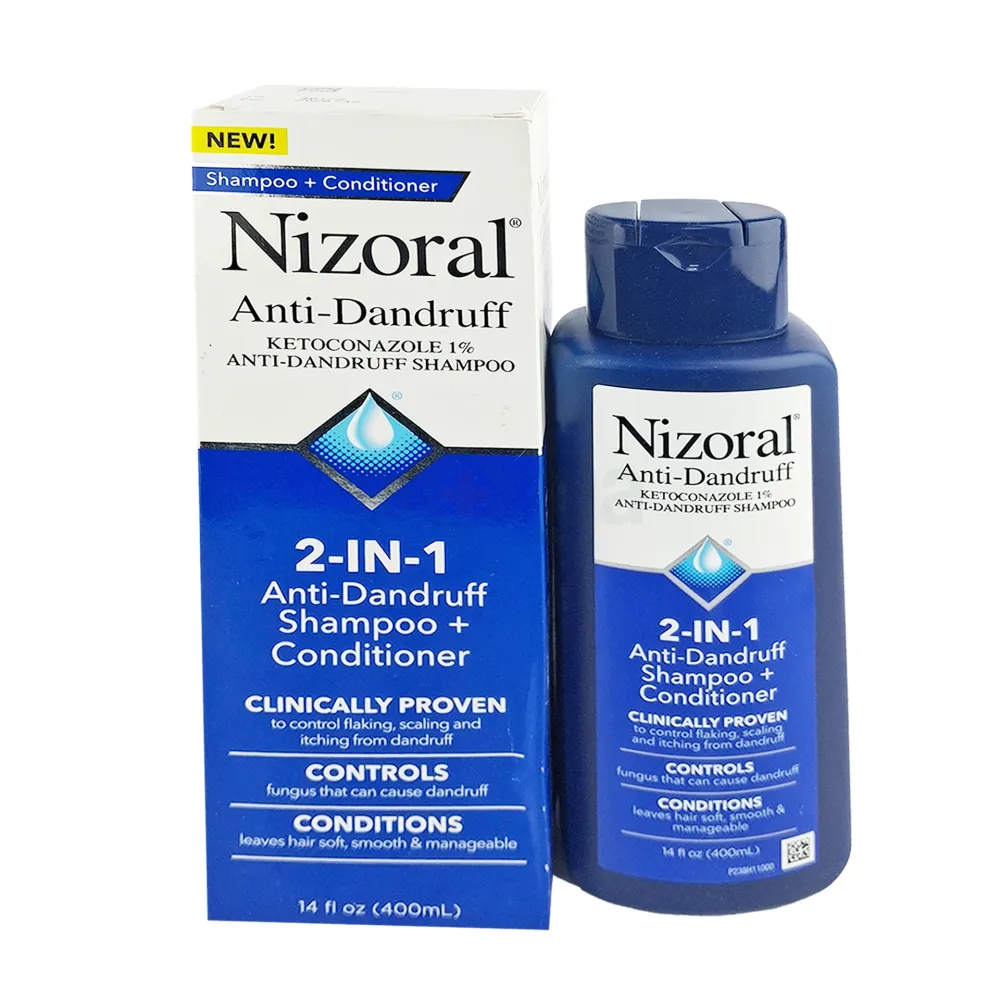 NEW!
Shampoo + Conditioner
Nizoral®
Anti-Dandruff
KETOCONAZOLE 1%
ANTI-DANDRUFF SHAMPOO
®
2-IN-1
Anti-Dandruff
Shampoo +
Conditioner
CLINICALLY PROVEN
to control flaking, scaling and
itching from dandruff
CONTROLS
fungus that can cause dandruff
CONDITIONS
leaves hair soft, smooth & manageable
14 fl oz (400mL)
Nizoral®
Anti-Dandruff
KETOCONAZOLE 1%
ANTI-DANDRUFF SHAMPOO
®
2-IN-1
Anti-Dandruff
Shampoo +
Conditioner
CLINICALLY PROVEN
to control flaking, scaling
and itching from dandruff
CONTROLS
fungus that can cause dandruff
CONDITIONS
leaves hair soft, smooth &
manageable
14 fl oz (400mL)
P238H11000